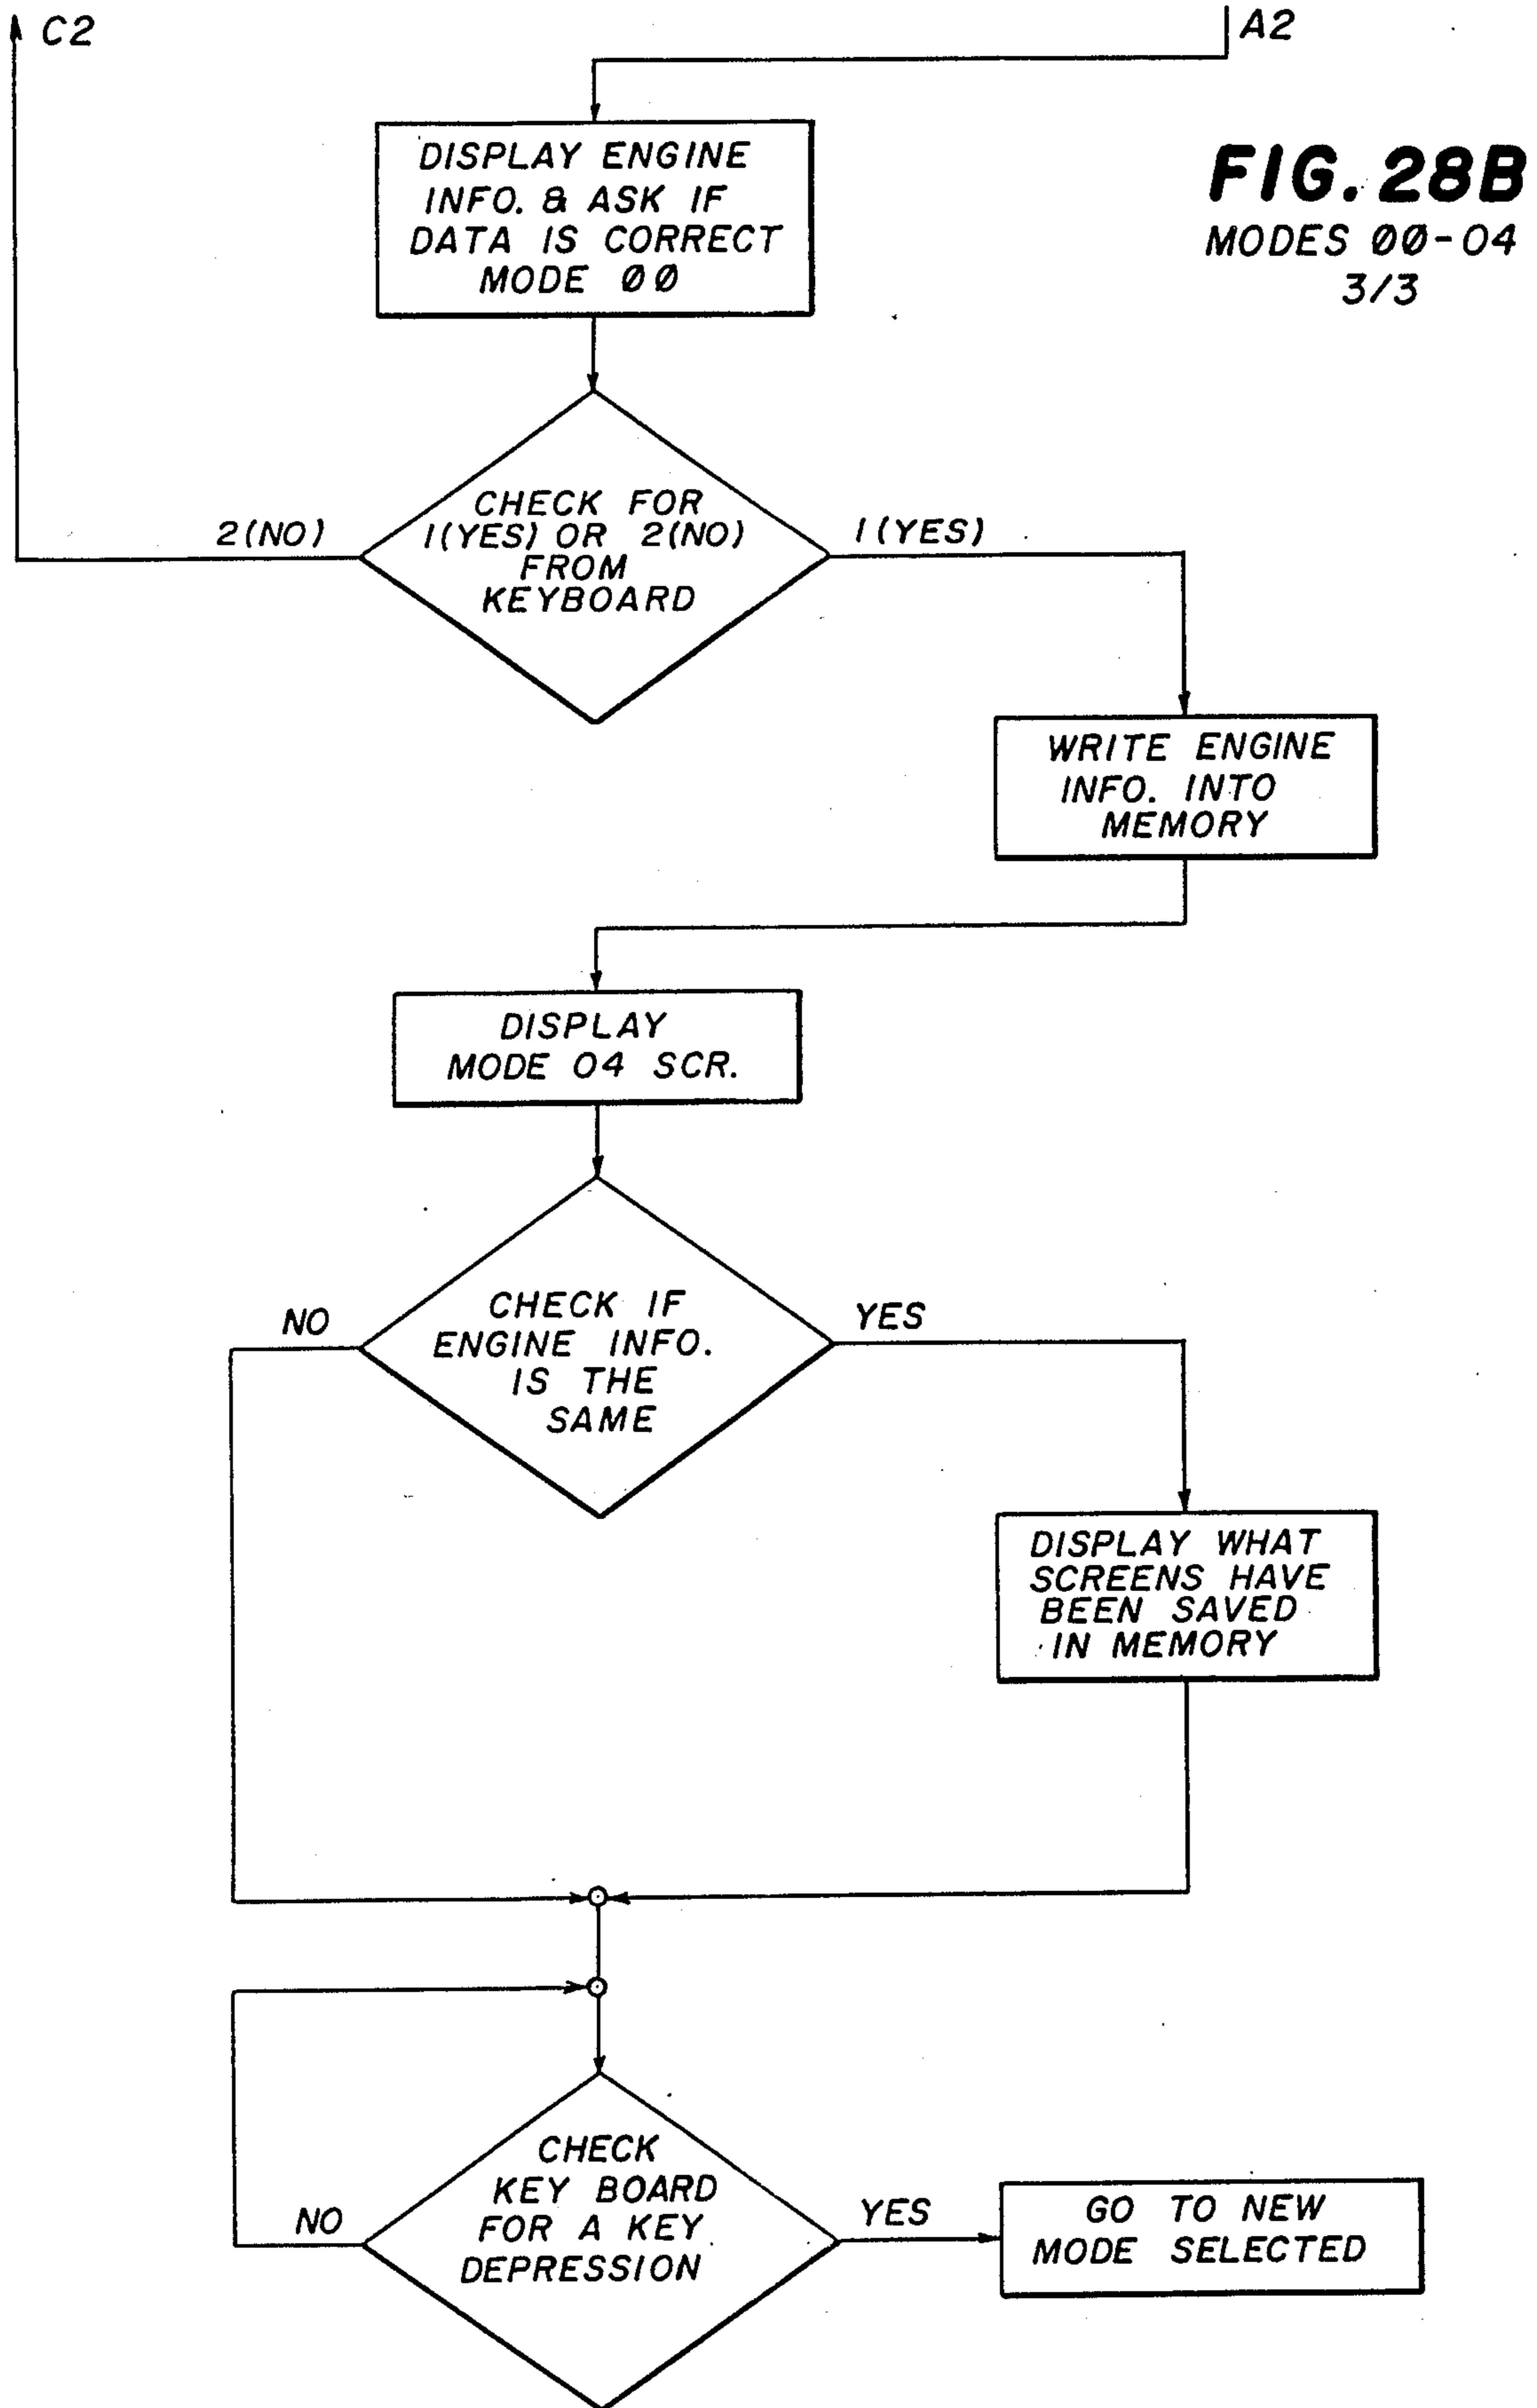 C2
A2
DISPLAY ENGINE
INFO. & ASK IF
DATA IS CORRECT
MODE 00
FIG. 28B
MODES 00-04
3/3
CHECK FOR
1(YES) OR 2(NO)
FROM
KEYBOARD
2(NO)
1(YES)
WRITE ENGINE
INFO. INTO
MEMORY
DISPLAY
MODE 04 SCR.
CHECK IF
ENGINE INFO.
IS THE
SAME
NO
YES
DISPLAY WHAT
SCREENS HAVE
BEEN SAVED
IN MEMORY
CHECK
KEY BOARD
FOR A KEY
DEPRESSION
NO
YES
GO TO NEW
MODE SELECTED